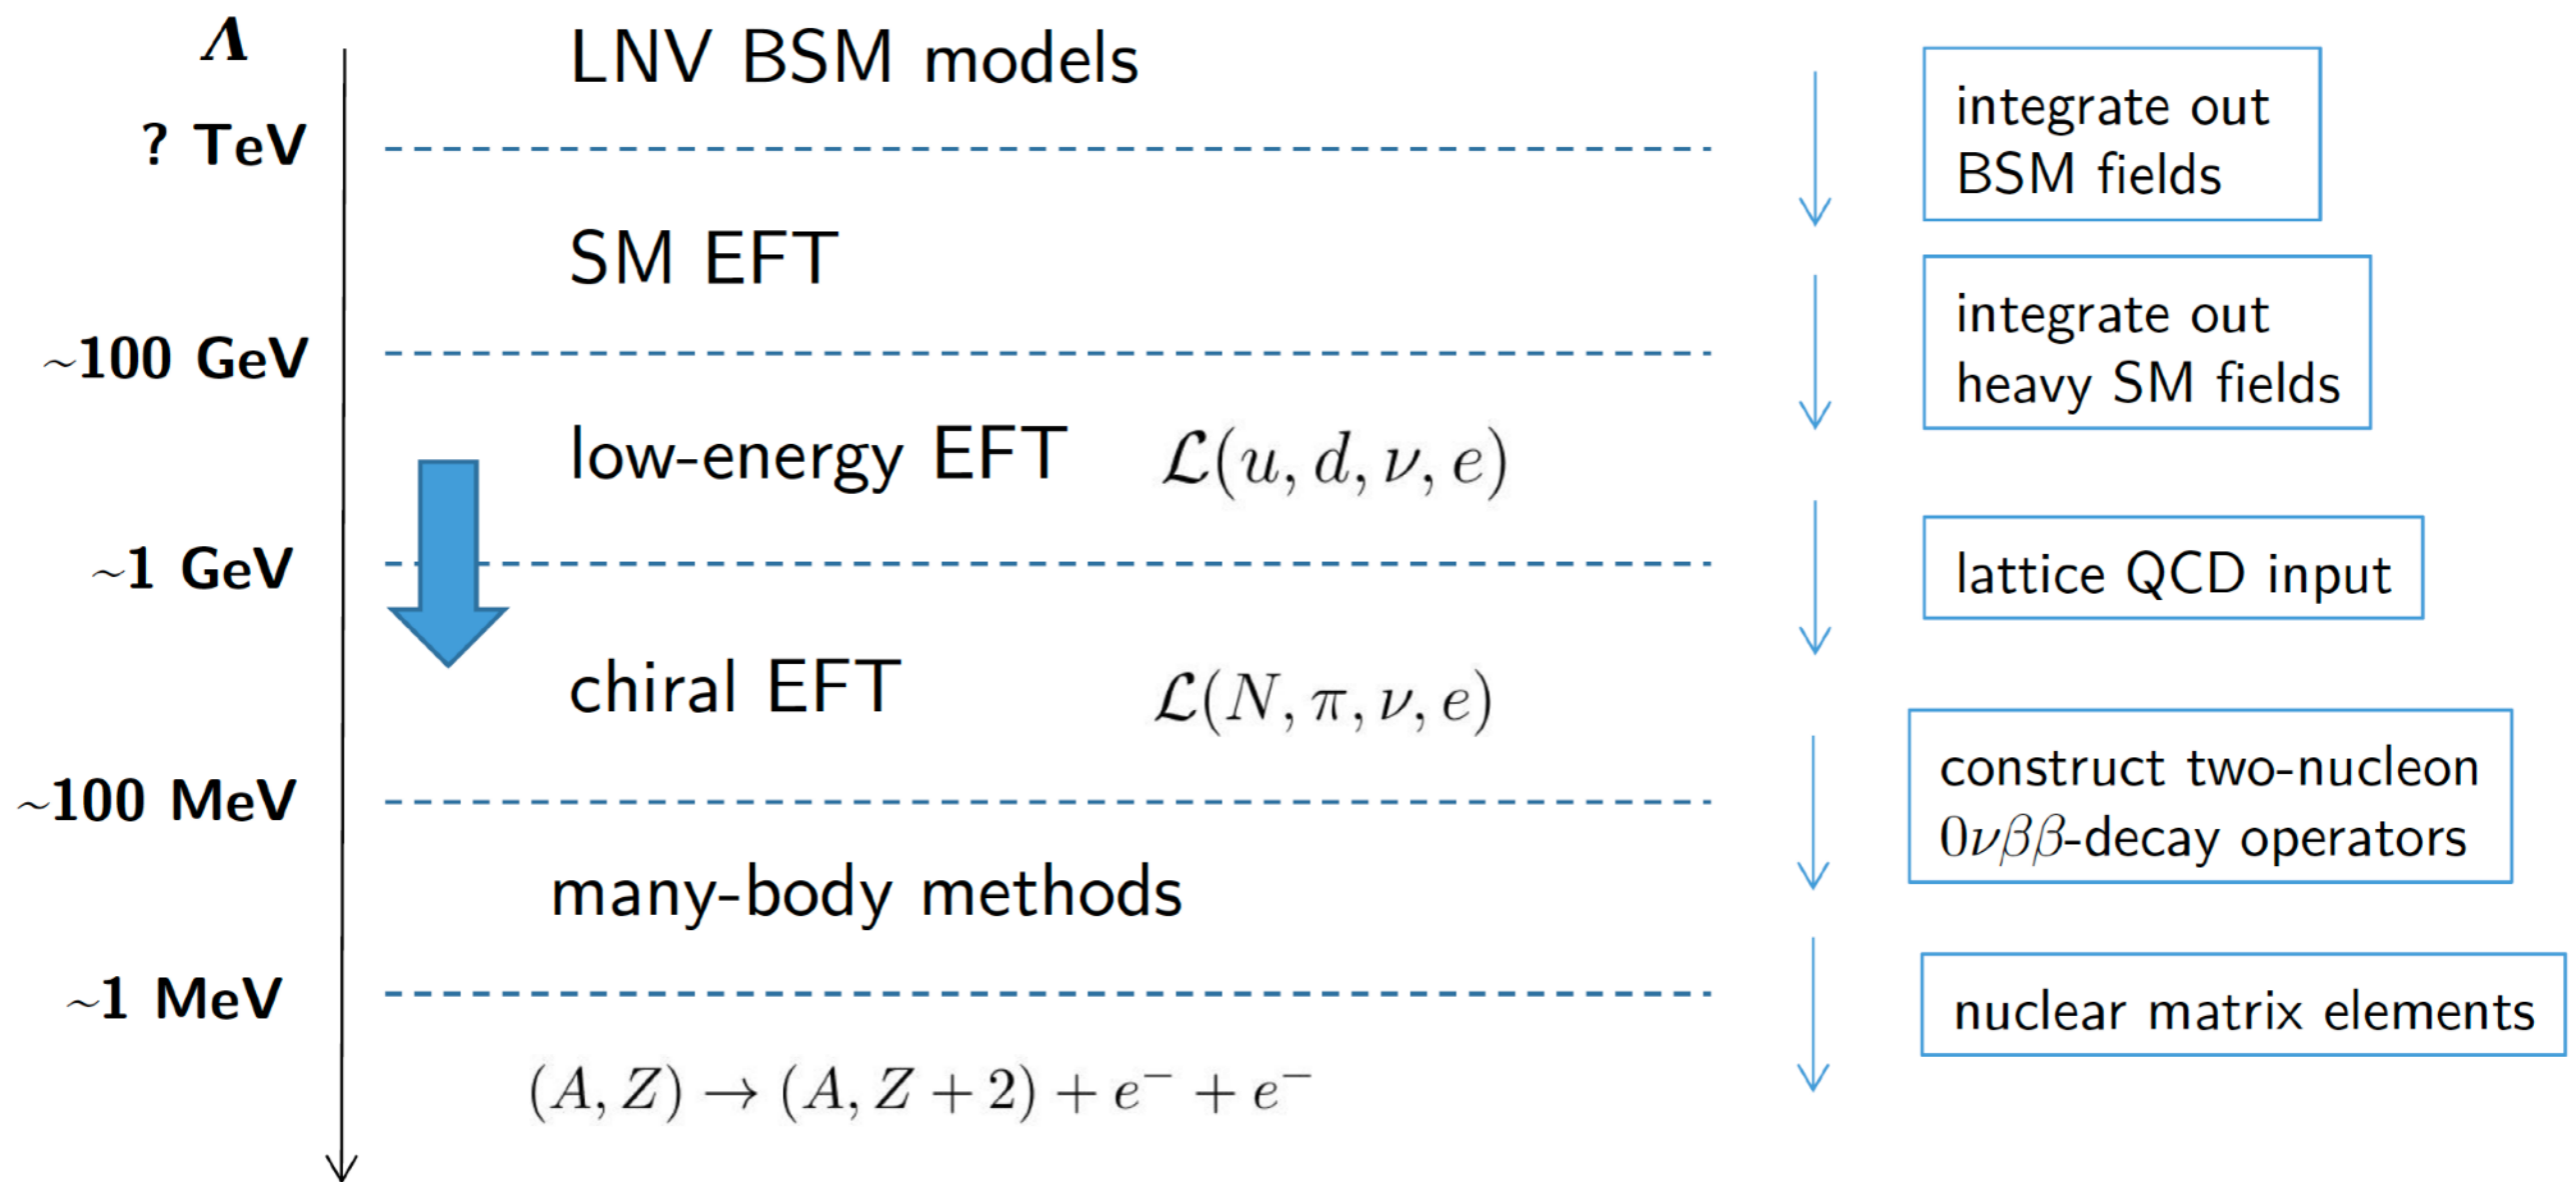 Λ
LNV BSM models
? TeV
integrate out
BSM fields
SM EFT
~100 GeV
integrate out
heavy SM fields
low-energy EFT ℒ(u, d, ν, e)
~1 GeV
lattice QCD input
chiral EFT ℒ(N, π, ν, e)
~100 MeV
construct two-nucleon
0νββ-decay operators
many-body methods
~1 MeV
nuclear matrix elements
(A, Z) → (A, Z + 2) + e⁻ + e⁻